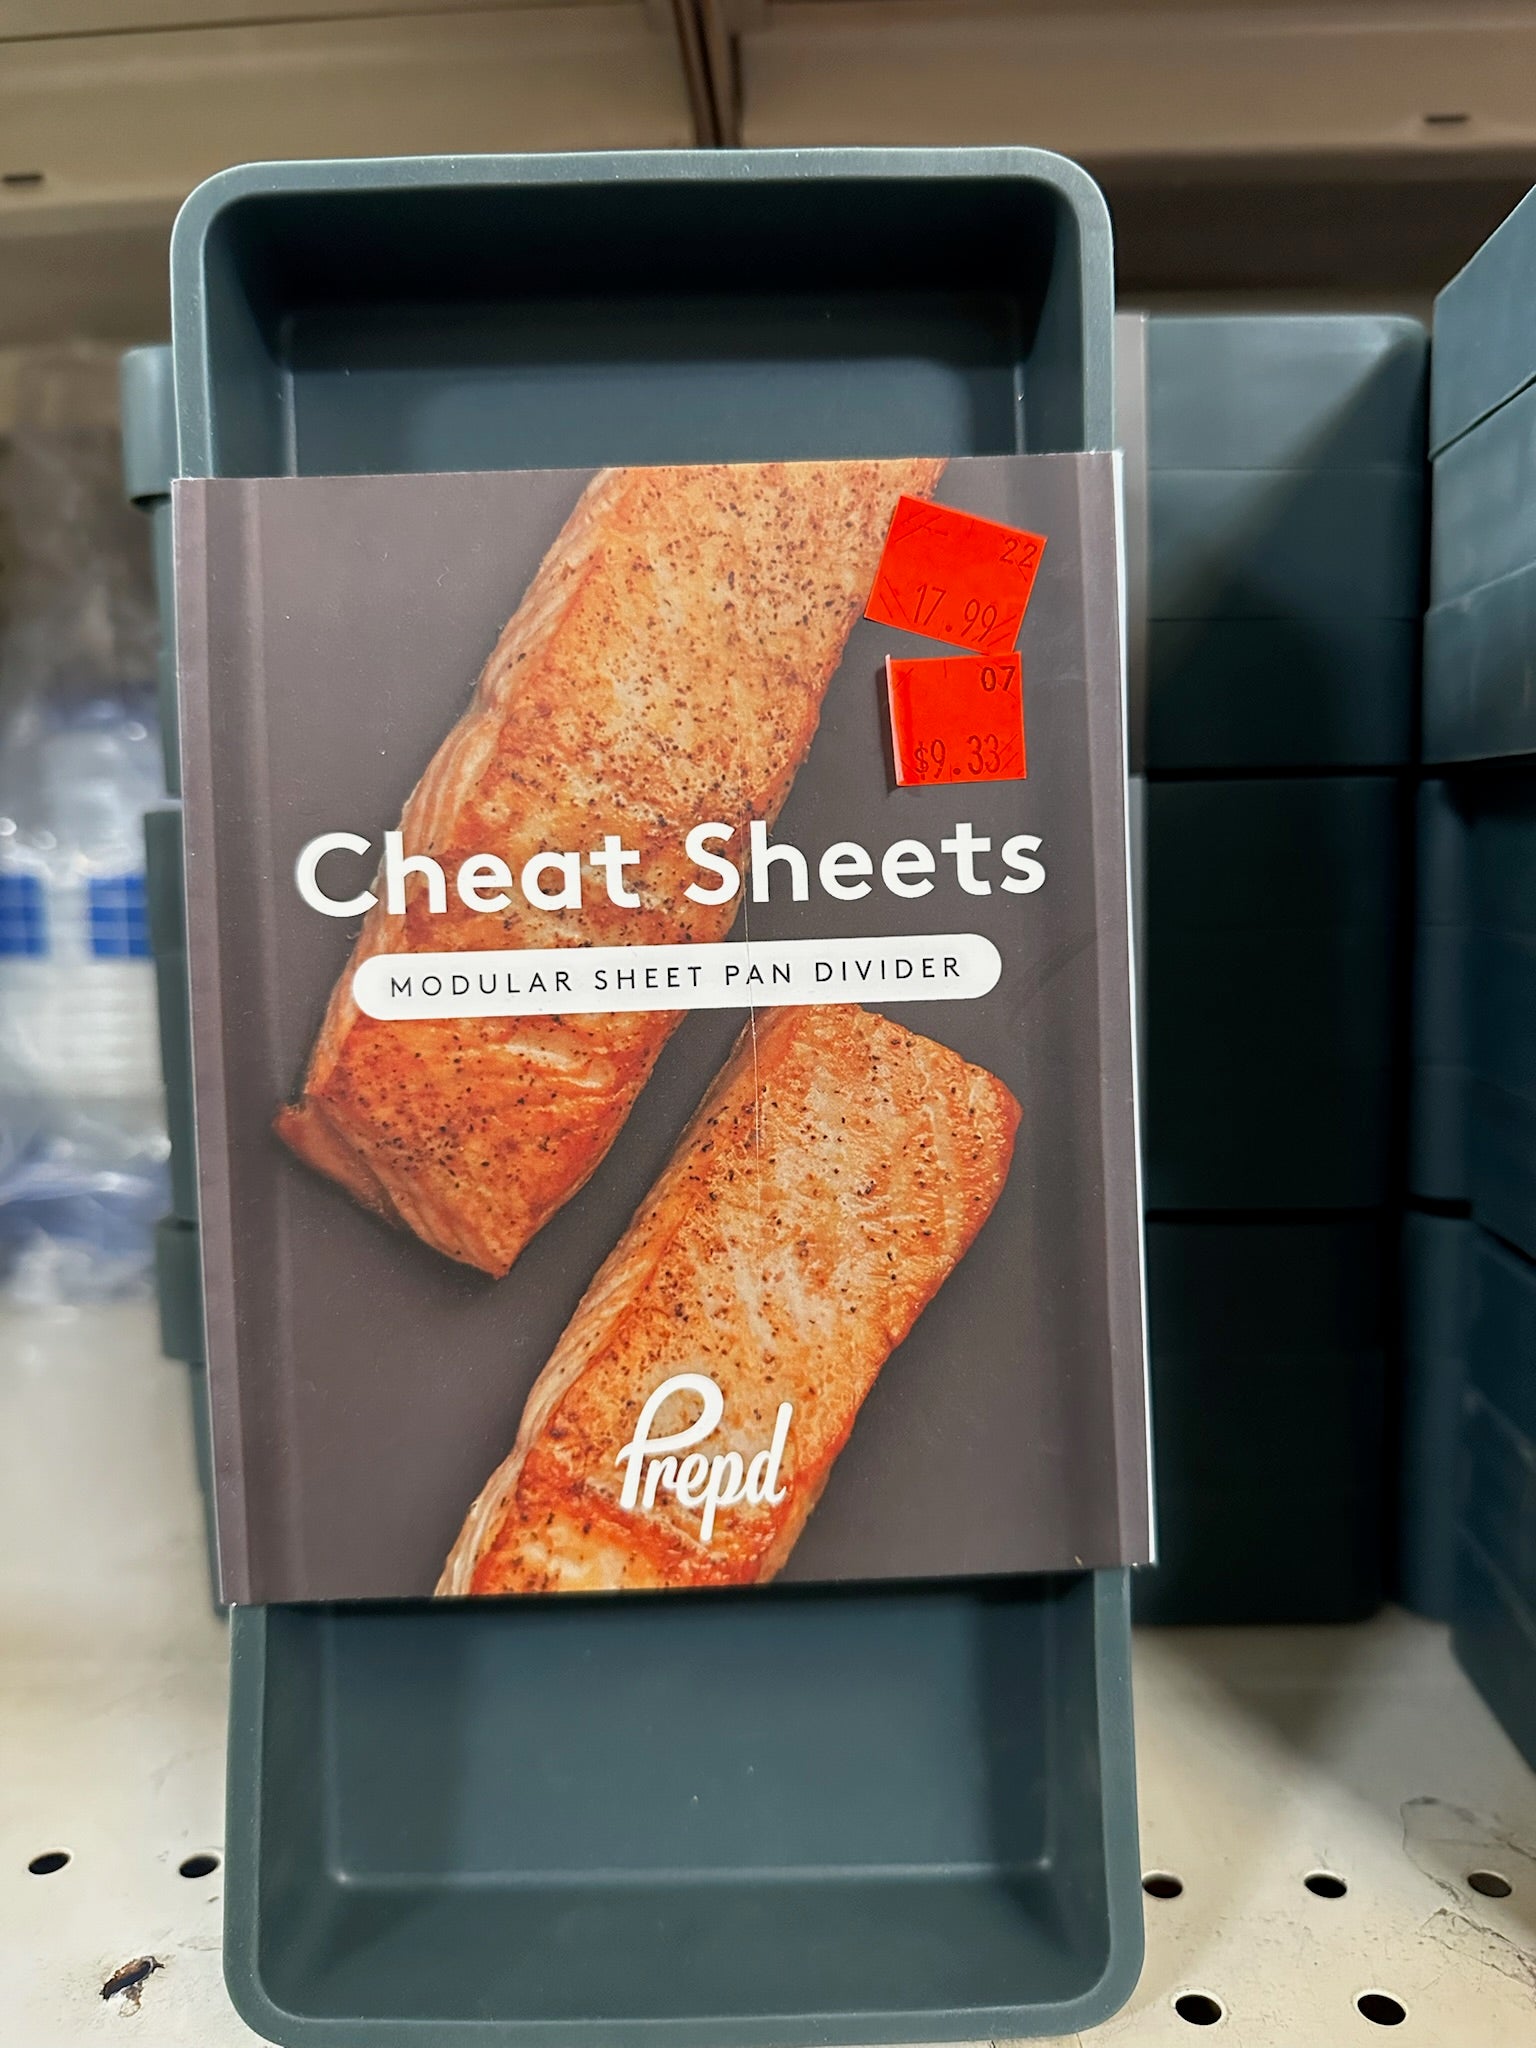 22
17.99
07
$9.33
Cheat Sheets
MODULAR SHEET PAN DIVIDER
Prepd